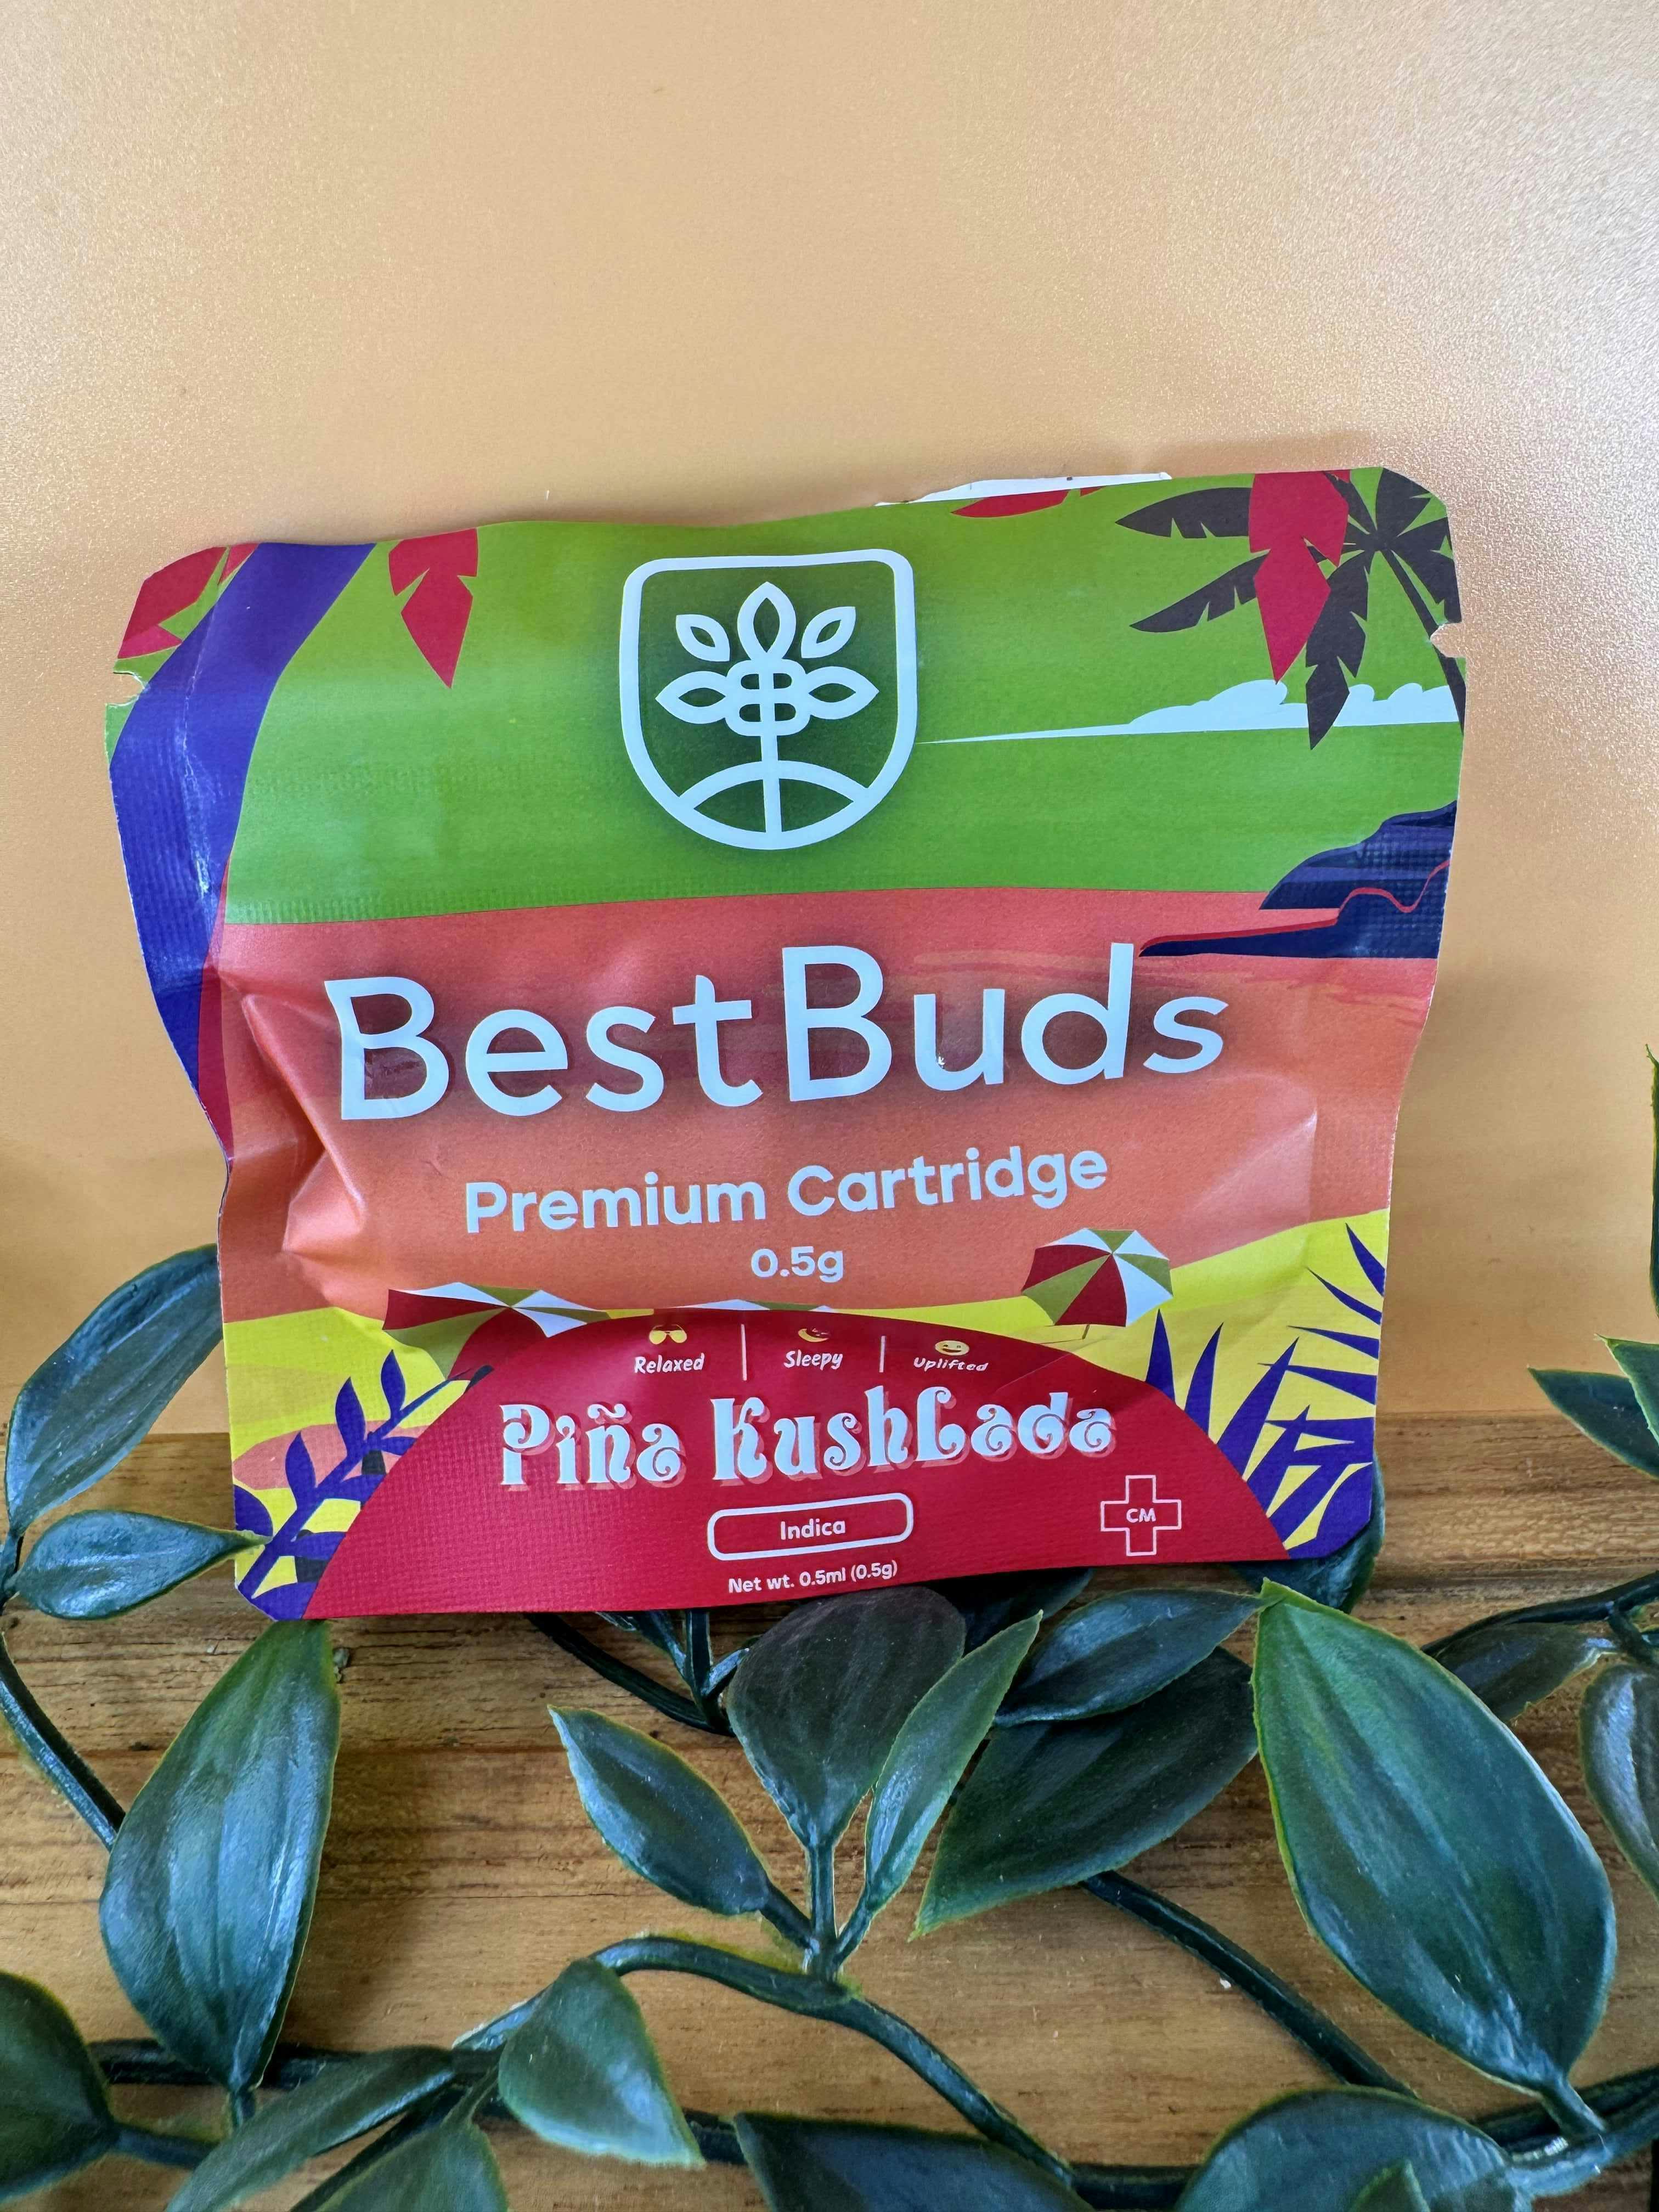 BestBuds
Premium Cartridge
0.5g
Relaxed | Sleepy | Uplifted
Piña KushLada
Indica
CM
Net wt. 0.5ml (0.5g)